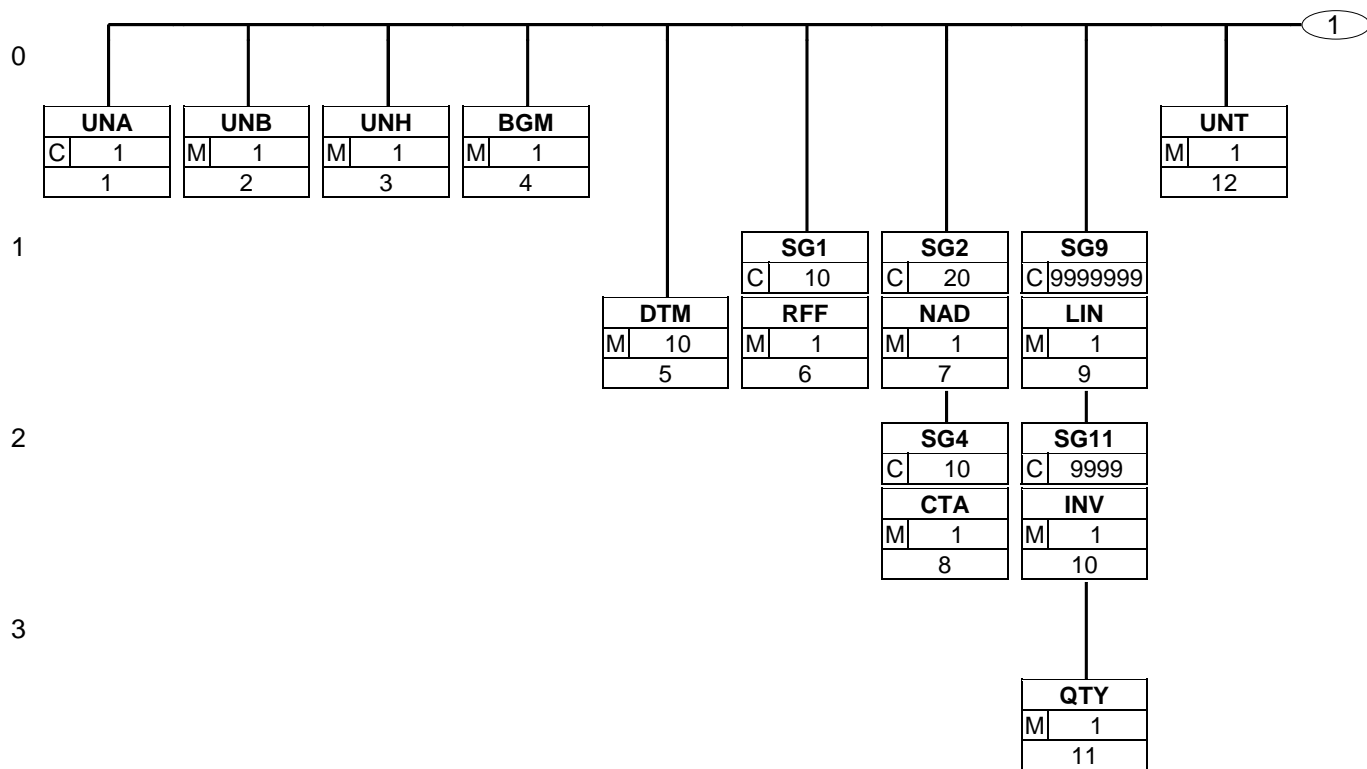 1
0
UNA UNB UNH BGM UNT
C 1 M 1 M 1 M 1 M 1
1 2 3 4 12
1
SG1 SG2 SG9
C 10 C 20 C 9999999
DTM RFF NAD LIN
M 10 M 1 M 1 M 1
5 6 7 9
2
SG4 SG11
C 10 C 9999
CTA INV
M 1 M 1
8 10
3
QTY
M 1
11